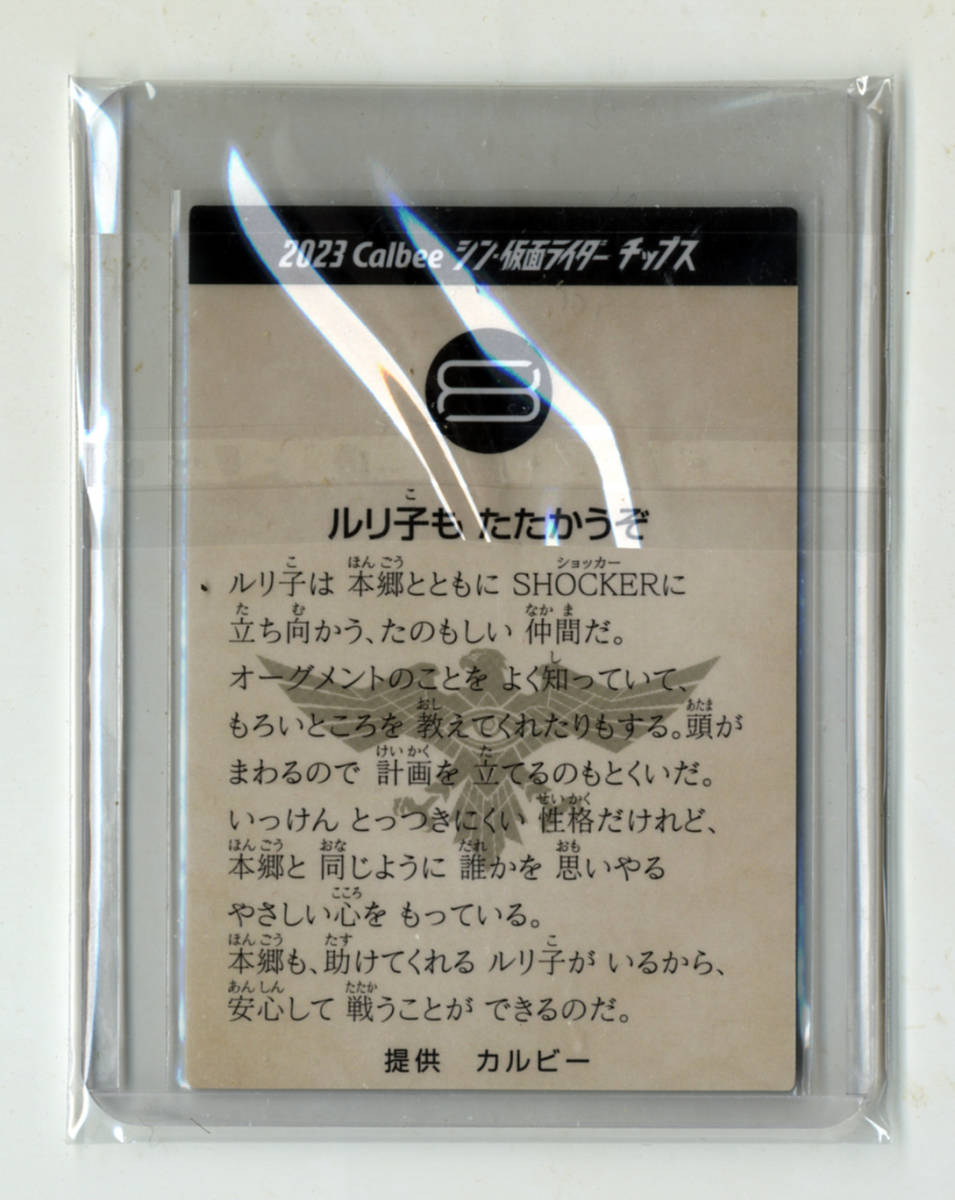 2023 Calbee シン・仮面ライダー チップス
8
ルリ子も たたかうぞ
ルリ子は 本郷とともに SHOCKERに
立ち向かう、たのもしい 仲間だ。
オーグメントのことを よく知っていて、
もろいところを 教えてくれたりもする。頭が
まわるので 計画を 立てるのもとくいだ。
いっけん とっつきにくい 性格だけれど、
本郷と 同じように 誰かを 思いやる
やさしい心を もっている。
本郷も、助けてくれる ルリ子が いるから、
安心して 戦うことが できるのだ。
提供 カルビー